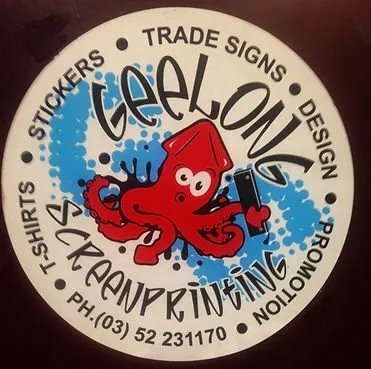 GEELONG
SCREENPRINTING
T-SHIRTS • STICKERS • TRADE SIGNS • DESIGN • PROMOTION •
PH.(03) 52 231170 •